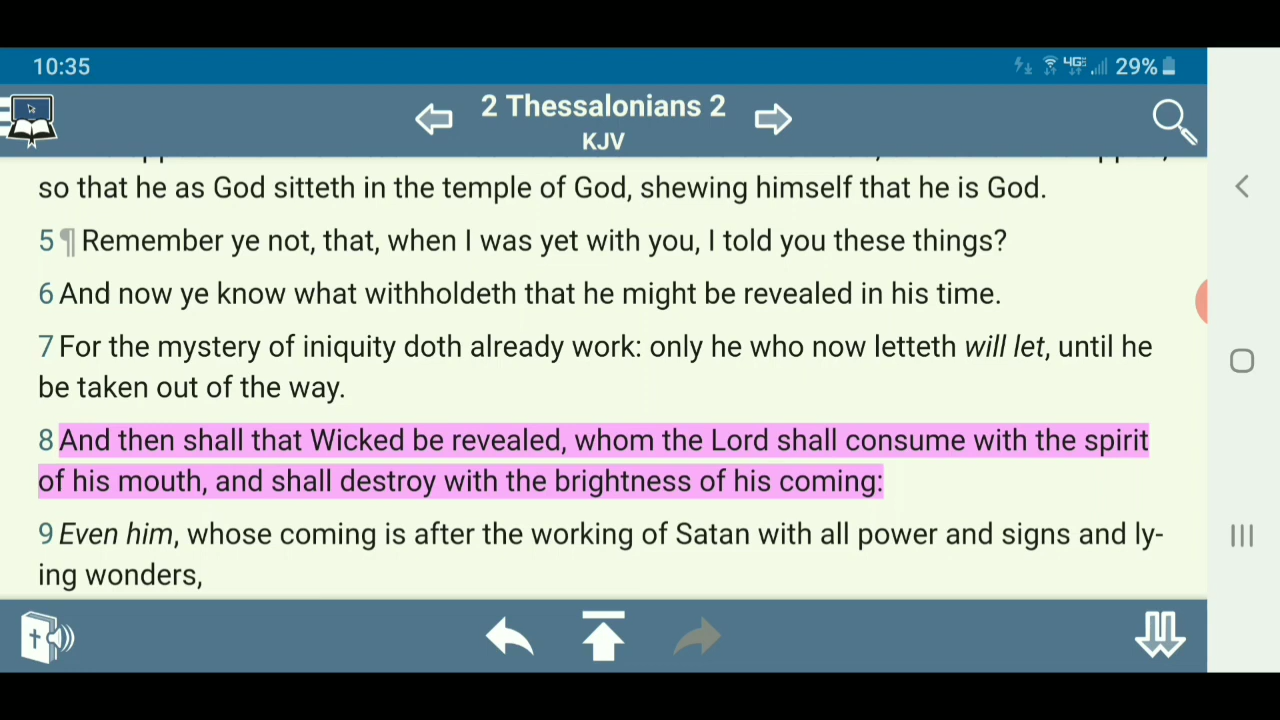 10:35
4G 29%
2 Thessalonians 2
KJV
so that he as God sitteth in the temple of God, shewing himself that he is God.
5 ¶ Remember ye not, that, when I was yet with you, I told you these things?
6 And now ye know what withholdeth that he might be revealed in his time.
7 For the mystery of iniquity doth already work: only he who now letteth will let, until he
be taken out of the way.
8 And then shall that Wicked be revealed, whom the Lord shall consume with the spirit
of his mouth, and shall destroy with the brightness of his coming:
9 Even him, whose coming is after the working of Satan with all power and signs and ly-
ing wonders,